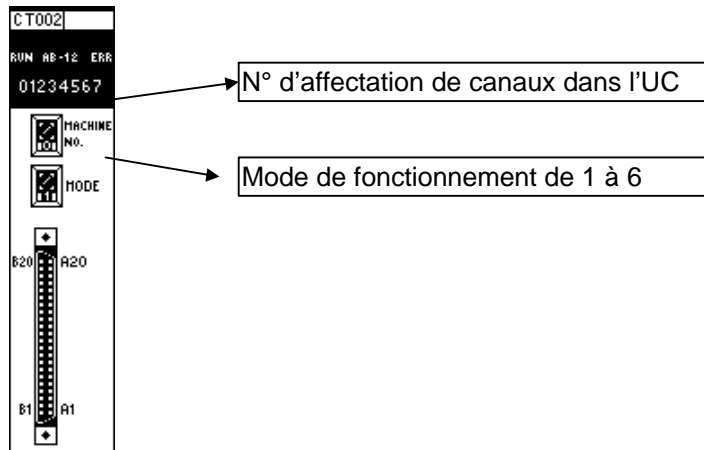 CT002
RUN AB-12 ERR
01234567
N° d'affectation de canaux dans l'UC
MACHINE
NO.
Mode de fonctionnement de 1 à 6
MODE
B20 A20
B1 A1